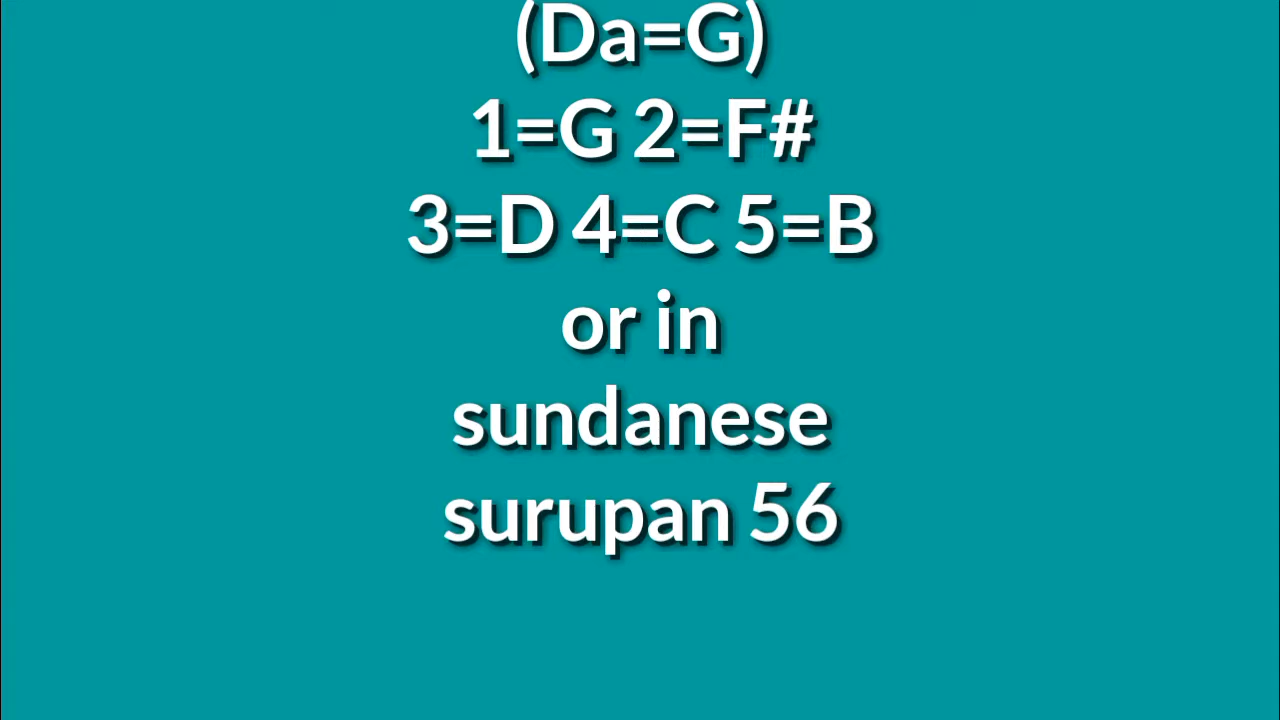 (Da=G)
1=G 2=F#
3=D 4=C 5=B
or in
sundanese
surupan 56